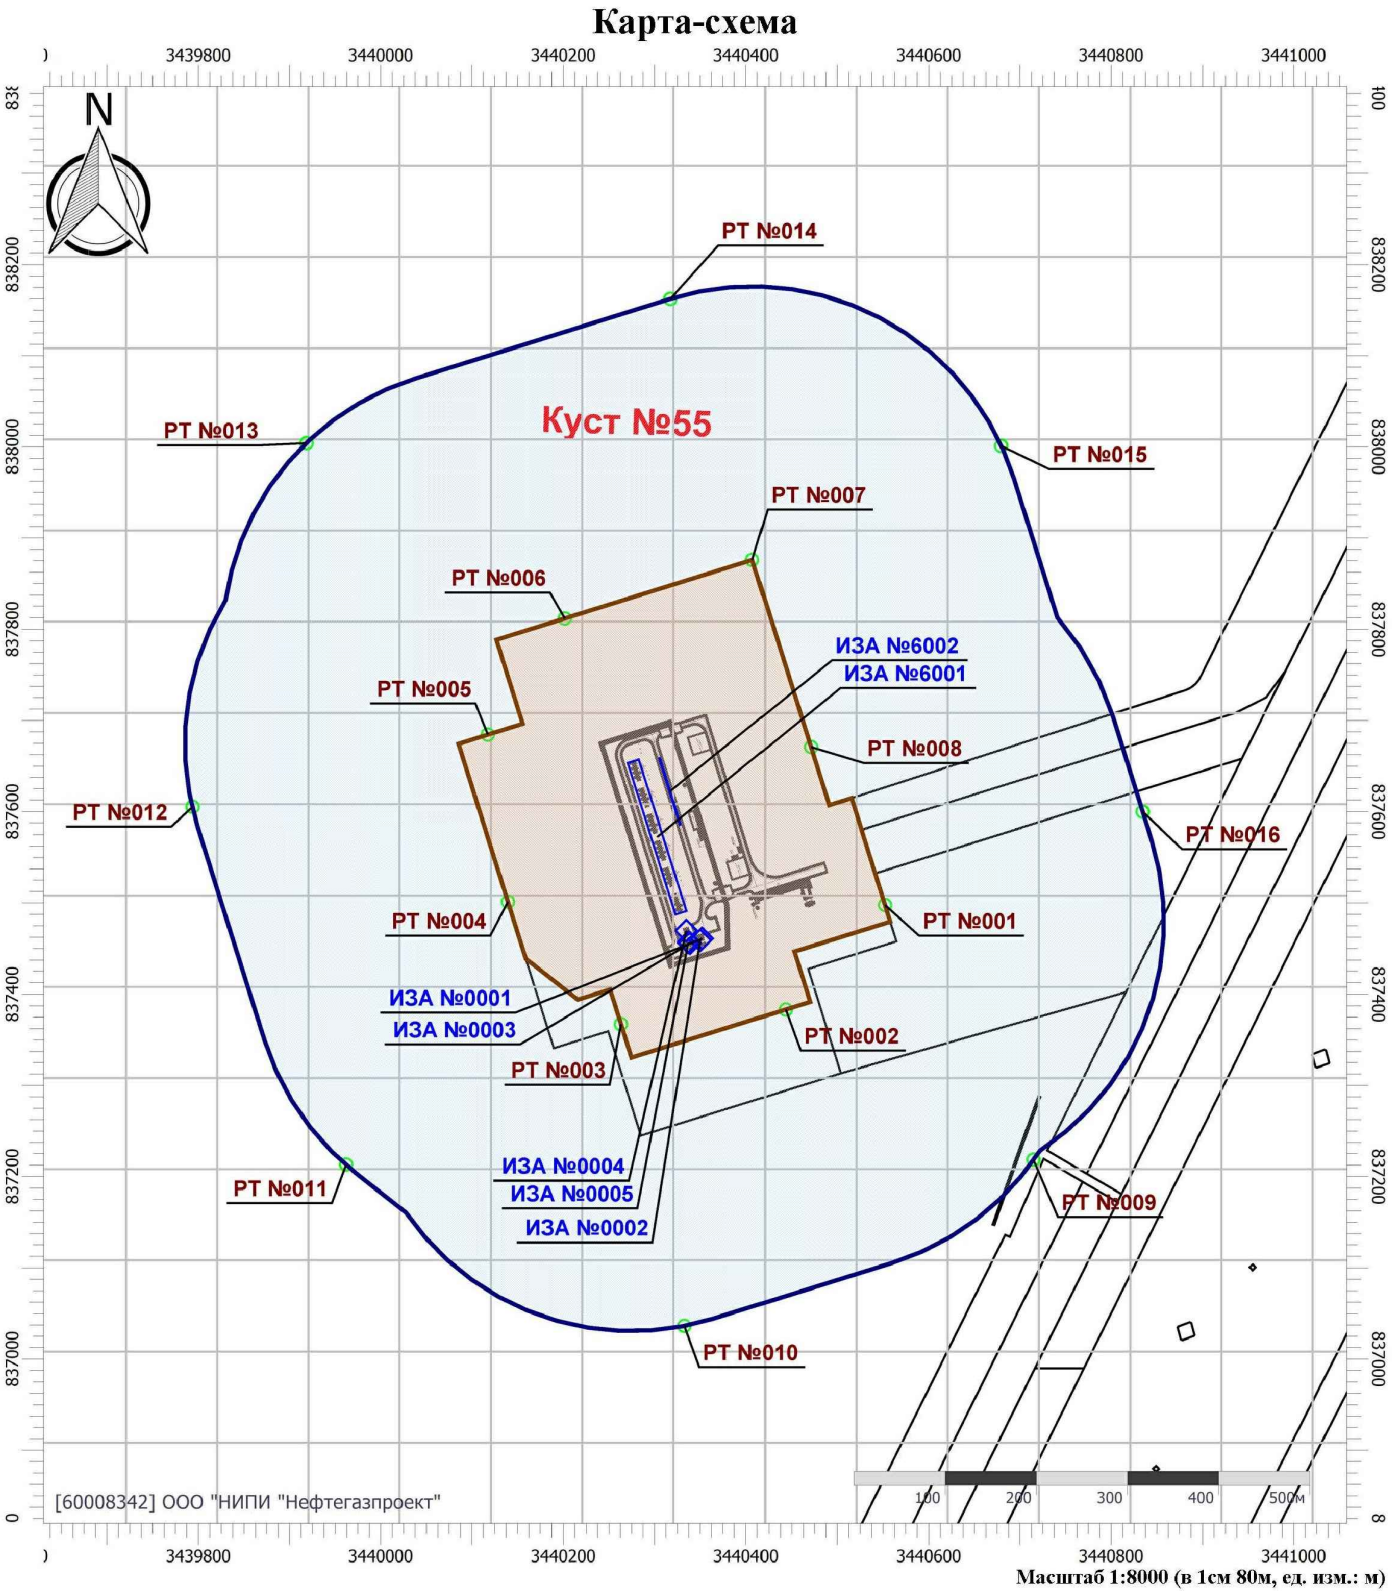 Карта-схема
3439800 3440000 3440200 3440400 3440600 3440800 3441000
N
838200 838200
РТ №014
Куст №55
РТ №013
838000 838000
РТ №015
РТ №007
РТ №006
837800 837800
ИЗА №6002
ИЗА №6001
РТ №005
РТ №008
РТ №012
837600 837600
РТ №016
РТ №004
РТ №001
ИЗА №0001
837400 837400
ИЗА №0003
РТ №002
РТ №003
ИЗА №0004
837200 837200
РТ №011
ИЗА №0005
РТ №009
ИЗА №0002
РТ №010
837000 837000
100 200 300 400 500м
[60008342] ООО "НИПИ "Нефтегазпроект"
3439800 3440000 3440200 3440400 3440600 3440800 3441000
Масштаб 1:8000 (в 1см 80м, ед. изм.: м)